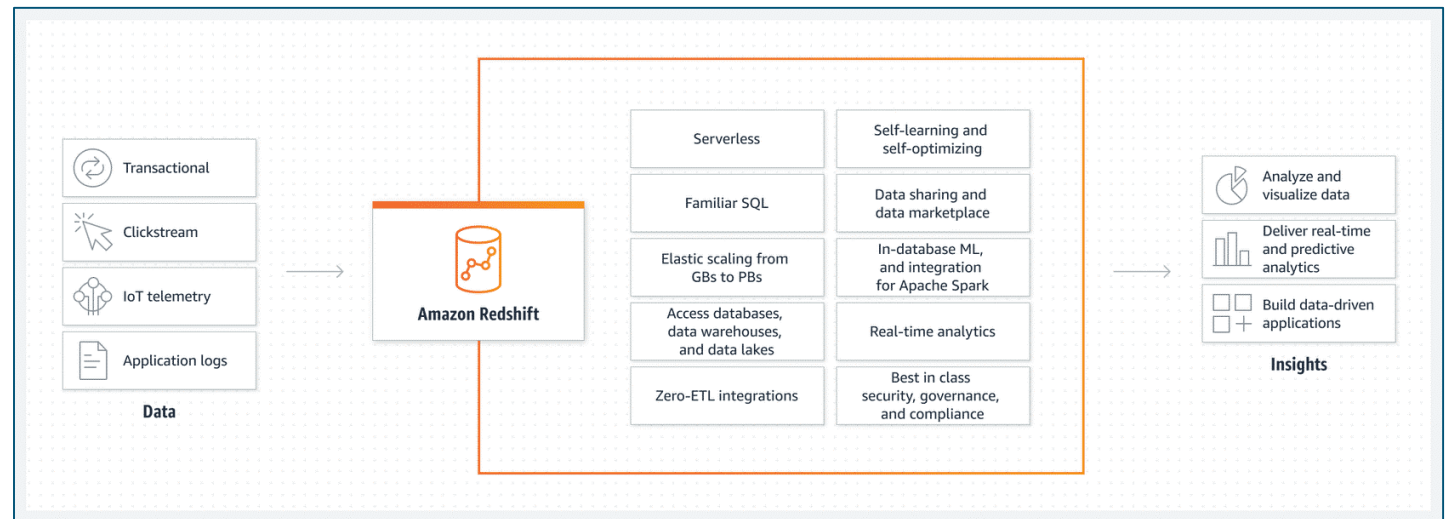 Transactional
Clickstream
IoT telemetry
Application logs
Data
Amazon Redshift
Serverless
Self-learning and
self-optimizing
Familiar SQL
Data sharing and
data marketplace
Elastic scaling from
GBs to PBs
In-database ML,
and integration
for Apache Spark
Access databases,
data warehouses,
and data lakes
Real-time analytics
Zero-ETL integrations
Best in class
security, governance,
and compliance
Analyze and
visualize data
Deliver real-time
and predictive
analytics
Build data-driven
applications
Insights